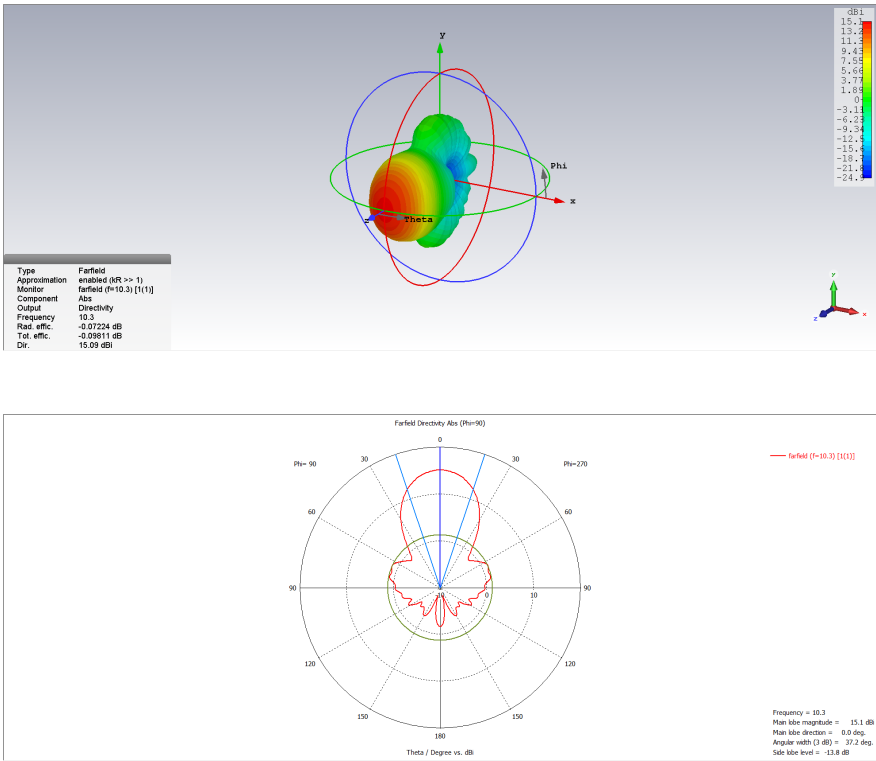 dBi
15.1
13.2
11.3
9.43
7.55
5.66
3.77
1.89
0
-3.11
-6.23
-9.34
-12.5
-15.6
-18.7
-21.8
-24.9
y
Phi
x
z
Theta
Type Farfield
Approximation enabled (kR >> 1)
Monitor farfield (f=10.3) [1(1)]
Component Abs
Output Directivity
Frequency 10.3
Rad. effic. -0.07224 dB
Tot. effic. -0.09811 dB
Dir. 15.09 dBi
y
z
x
Farfield Directivity Abs (Phi=90)
0
Phi= 90 30 30 Phi=270
farfield (f=10.3) [1(1)]
60 60
90 -10 0 10 90
120 120
150 150
180
Theta / Degree vs. dBi
Frequency = 10.3
Main lobe magnitude = 15.1 dBi
Main lobe direction = 0.0 deg.
Angular width (3 dB) = 37.2 deg.
Side lobe level = -13.8 dB